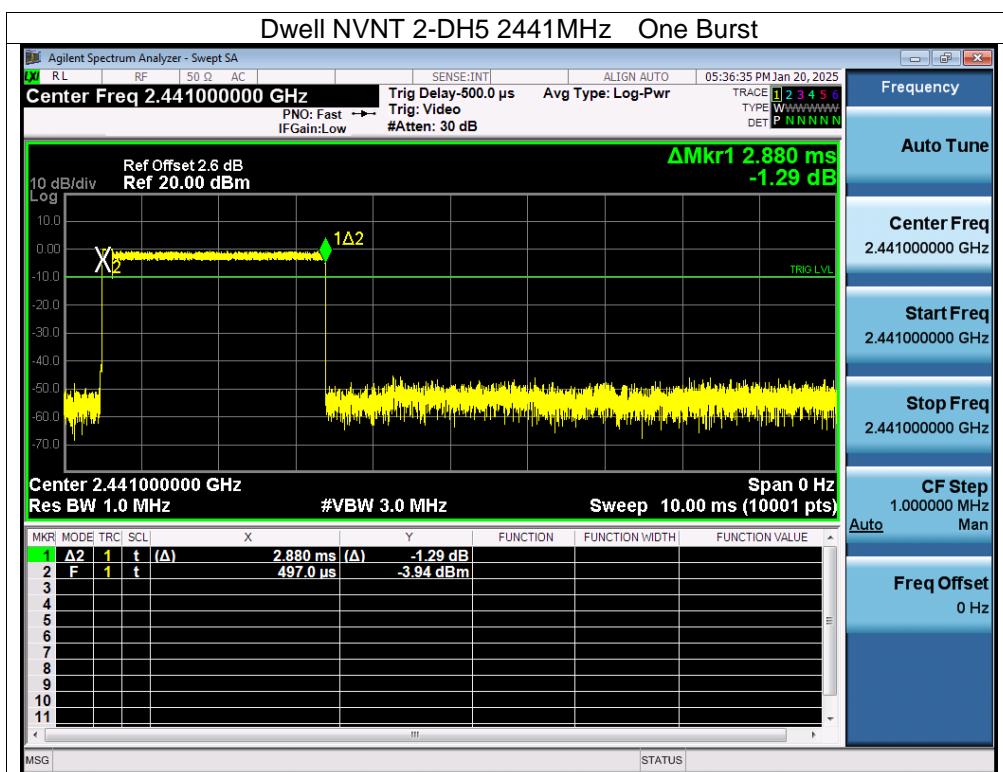 Dwell NVNT 2-DH5 2441MHz One Burst
Agilent Spectrum Analyzer - Swept SA
LXI RL RF 50 Ω AC SENSE:INT ALIGN AUTO 05:36:35 PM Jan 20, 2025
Center Freq 2.441000000 GHz Trig Delay-500.0 µs Avg Type: Log-Pwr TRACE 1 2 3 4 5 6
PNO: Fast Trig: Video TYPE WWWWWW
IFGain:Low #Atten: 30 dB DET P NNNNN
ΔMkr1 2.880 ms
-1.29 dB
Ref Offset 2.6 dB
10 dB/div Ref 20.00 dBm
Log
10.0
0.00
-10.0
-20.0
-30.0
-40.0
-50.0
-60.0
-70.0
1Δ2
2
TRIG LVL
Center 2.441000000 GHz Span 0 Hz
Res BW 1.0 MHz #VBW 3.0 MHz Sweep 10.00 ms (10001 pts)
MKR MODE TRC SCL X Y FUNCTION FUNCTION WIDTH FUNCTION VALUE
1 Δ2 1 t (Δ) 2.880 ms (Δ) -1.29 dB
2 F 1 t 497.0 µs -3.94 dBm
3
4
5
6
7
8
9
10
11
MSG STATUS
Frequency
Auto Tune
Center Freq
2.441000000 GHz
Start Freq
2.441000000 GHz
Stop Freq
2.441000000 GHz
CF Step
1.000000 MHz
Auto Man
Freq Offset
0 Hz